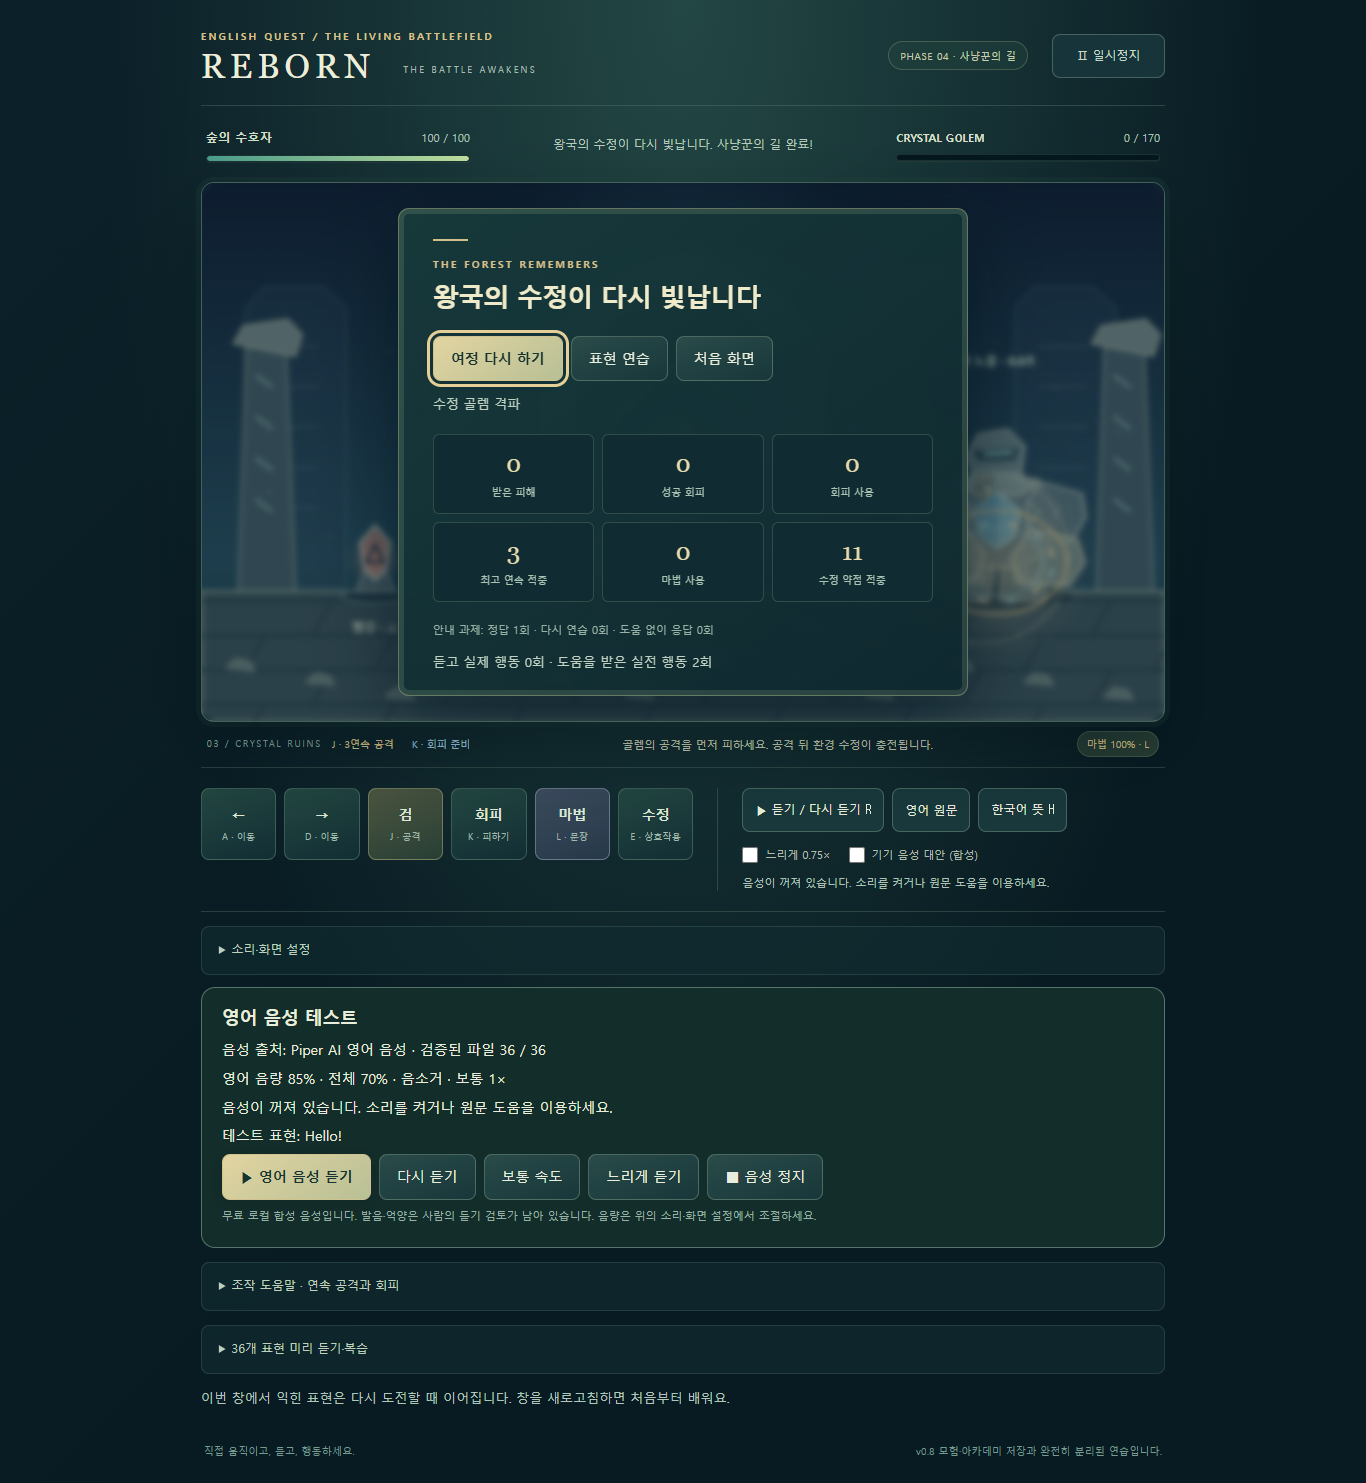 ENGLISH QUEST / THE LIVING BATTLEFIELD
REBORN THE BATTLE AWAKENS
PHASE 04 · 사냥꾼의 길
Ⅱ 일시정지
숲의 수호자 100 / 100
왕국의 수정이 다시 빛납니다. 사냥꾼의 길 완료!
CRYSTAL GOLEM 0 / 170
THE FOREST REMEMBERS
왕국의 수정이 다시 빛납니다
여정 다시 하기 표현 연습 처음 화면
수정 골렘 격파
0 0 0
받은 피해 성공 회피 회피 사용
3 0 11
최고 연속 적중 마법 사용 수정 약점 적중
안내 과제: 정답 1회 · 다시 연습 0회 · 도움 없이 응답 0회
듣고 실제 행동 0회 · 도움을 받은 실전 행동 2회
03 / CRYSTAL RUINS J · 3연속 공격 K · 회피 준비
골렘의 공격을 먼저 피하세요. 공격 뒤 환경 수정이 충전됩니다.
마법 100% · L
← → 검 회피 마법 수정
A · 이동 D · 이동 J · 공격 K · 피하기 L · 문장 E · 상호작용
▶ 듣기 / 다시 듣기 R 영어 원문 한국어 뜻 H
느리게 0.75× 기기 음성 대안 (합성)
음성이 꺼져 있습니다. 소리를 켜거나 원문 도움을 이용하세요.
▶ 소리·화면 설정
영어 음성 테스트
음성 출처: Piper AI 영어 음성 · 검증된 파일 36 / 36
영어 음량 85% · 전체 70% · 음소거 · 보통 1×
음성이 꺼져 있습니다. 소리를 켜거나 원문 도움을 이용하세요.
테스트 표현: Hello!
▶ 영어 음성 듣기 다시 듣기 보통 속도 느리게 듣기 ■ 음성 정지
무료 로컬 합성 음성입니다. 발음·억양은 사람의 듣기 검토가 남아 있습니다. 음량은 위의 소리·화면 설정에서 조절하세요.
▶ 조작 도움말 · 연속 공격과 회피
▶ 36개 표현 미리 듣기·복습
이번 창에서 익힌 표현은 다시 도전할 때 이어집니다. 창을 새로고침하면 처음부터 배워요.
직접 움직이고, 듣고, 행동하세요.
v0.8 모험·아카데미 저장과 완전히 분리된 연습입니다.